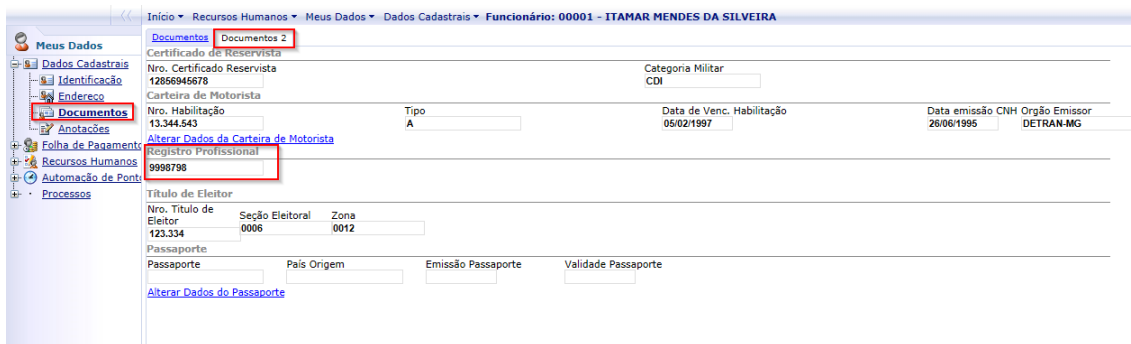 Início Recursos Humanos Meus Dados Dados Cadastrais Funcionário: 00001 - ITAMAR MENDES DA SILVEIRA
Meus Dados
Dados Cadastrais
Identificação
Endereço
Documentos
Anotações
Folha de Pagamento
Recursos Humanos
Automação de Pont
Processos
Documentos Documentos 2
Certificado de Reservista
Nro. Certificado Reservista Categoria Militar
12856945678 CDI
Carteira de Motorista
Nro. Habilitação Tipo Data de Venc. Habilitação Data emissão CNH Orgão Emissor
13.344.543 A 05/02/1997 26/06/1995 DETRAN-MG
Alterar Dados da Carteira de Motorista
Registro Profissional
9998798
Título de Eleitor
Nro. Titulo de Eleitor Seção Eleitoral Zona
123.334 0006 0012
Passaporte
Passaporte País Origem Emissão Passaporte Validade Passaporte
Alterar Dados do Passaporte